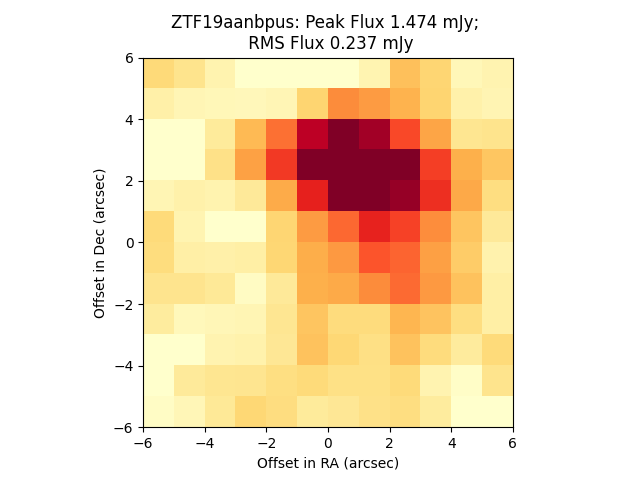 ZTF19aanbpus: Peak Flux 1.474 mJy;
RMS Flux 0.237 mJy
6
4
2
0
−2
−4
−6
Offset in Dec (arcsec)
−6 −4 −2 0 2 4 6
Offset in RA (arcsec)